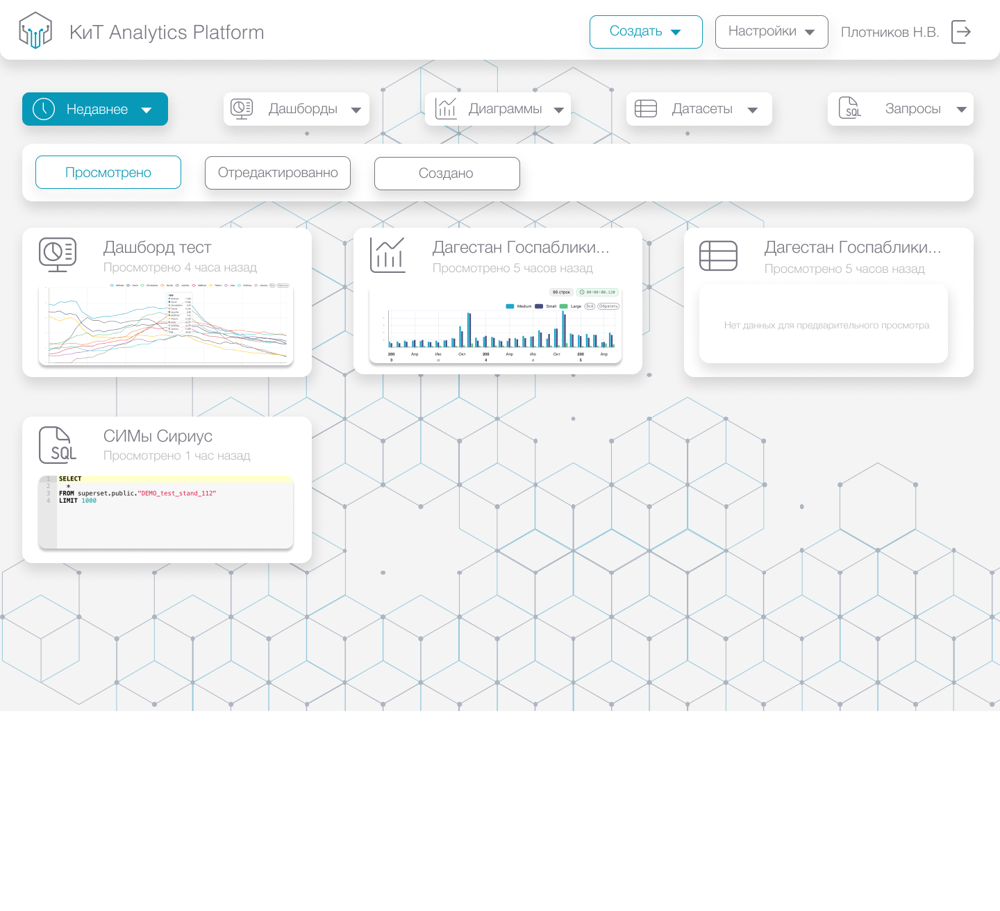 КиТ Analytics Platform
Создать
Настройки
Плотников Н.В.
Недавнее
Дашборды
Диаграммы
Датасеты
SQL
Запросы
Просмотрено
Отредактированно
Создано
Дашборд тест
Просмотрено 4 часа назад
Дагестан Госпаблики...
Просмотрено 5 часов назад
86 строк
00:00:00.120
Medium Small Large Всё Обратить
200 Апр Ию Окт 200 Апр Ию Окт 200 Апр
3 л 4 л 5
Дагестан Госпаблики...
Просмотрено 5 часов назад
Нет данных для предварительного просмотра
SQL
СИМы Сириус
Просмотрено 1 час назад
1 SELECT
2 *
3 FROM superset.public."DEMO_test_stand_112"
4 LIMIT 1000